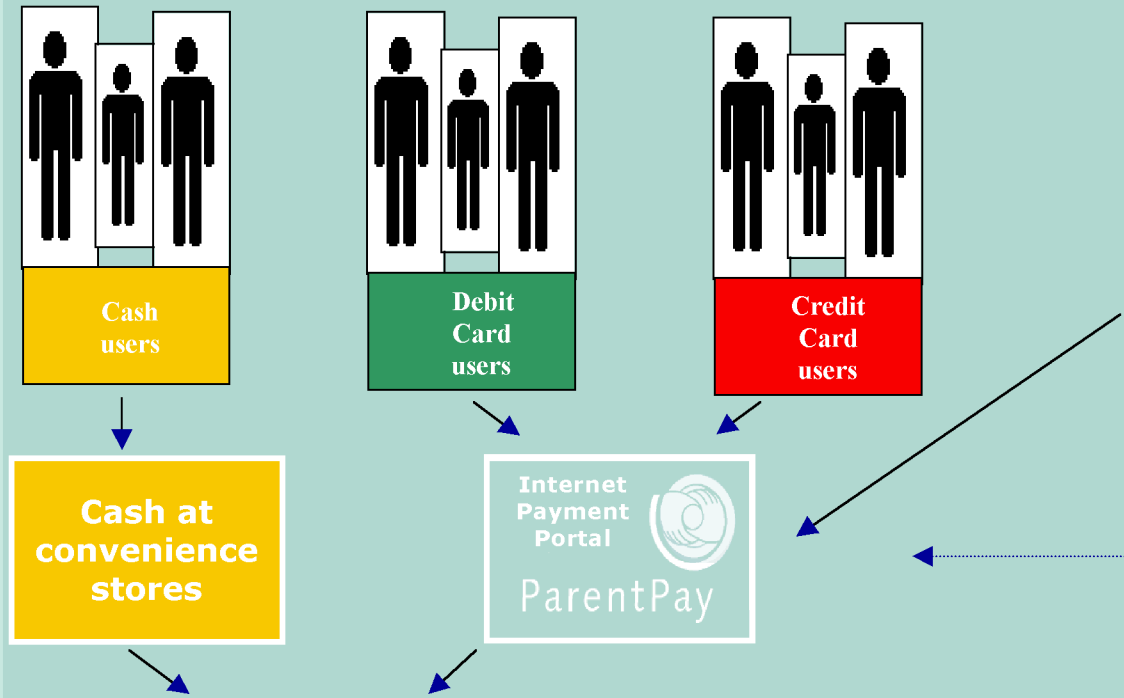 Cash
users
Debit
Card
users
Credit
Card
users
Cash at
convenience
stores
Internet
Payment
Portal
ParentPay